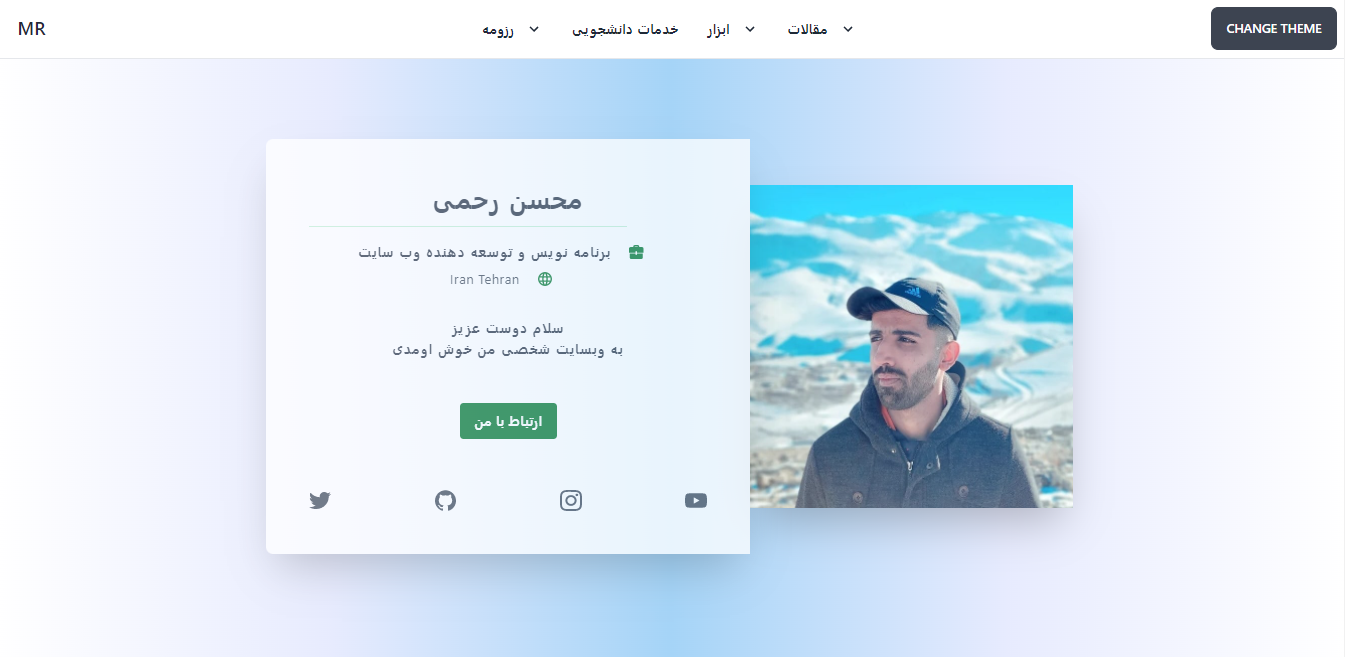 MR
رزومه
خدمات دانشجویی
ابزار
مقالات
CHANGE THEME
محسن رحمی
برنامه نویس و توسعه دهنده وب سایت
Iran Tehran
سلام دوست عزیز
به وبسایت شخصی من خوش اومدی
ارتباط با من